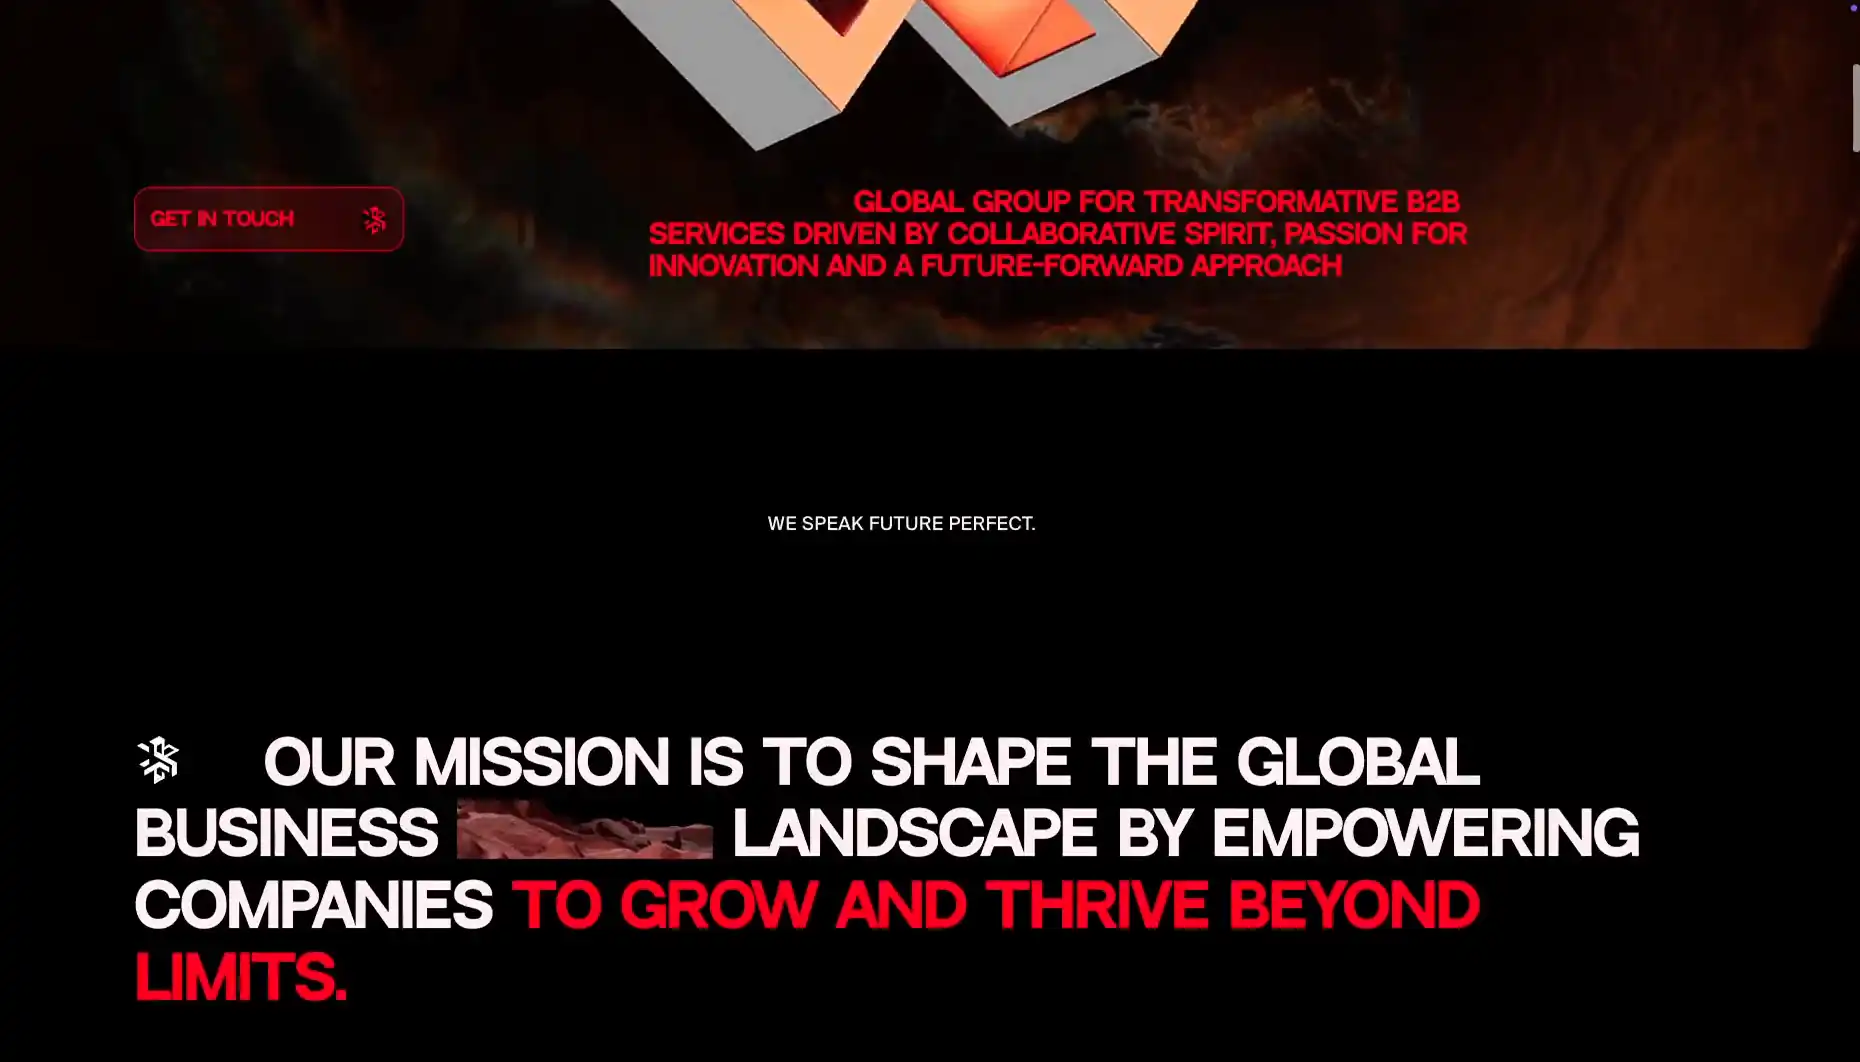 GET IN TOUCH
GLOBAL GROUP FOR TRANSFORMATIVE B2B
SERVICES DRIVEN BY COLLABORATIVE SPIRIT, PASSION FOR
INNOVATION AND A FUTURE-FORWARD APPROACH
WE SPEAK FUTURE PERFECT.
OUR MISSION IS TO SHAPE THE GLOBAL
BUSINESS LANDSCAPE BY EMPOWERING
COMPANIES TO GROW AND THRIVE BEYOND
LIMITS.